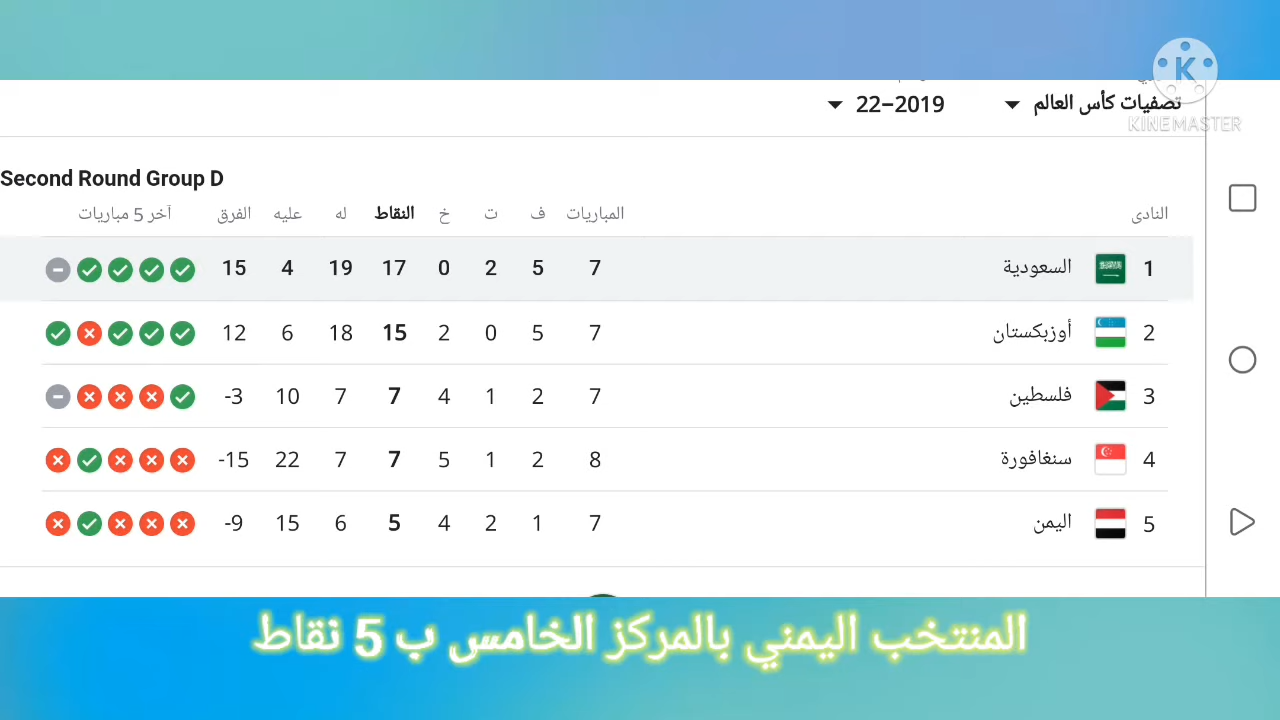 تصفيات كأس العالم 2019–22
KINEMASTER
Second Round Group D
النادي المباريات ف ت خ النقاط له عليه الفرق آخر 5 مباريات
1 السعودية 7 5 2 0 17 19 4 15
2 أوزبكستان 7 5 0 2 15 18 6 12
3 فلسطين 7 2 1 4 7 7 10 -3
4 سنغافورة 8 2 1 5 7 7 22 -15
5 اليمن 7 1 2 4 5 6 15 -9
المنتخب اليمني بالمركز الخامس ب 5 نقاط